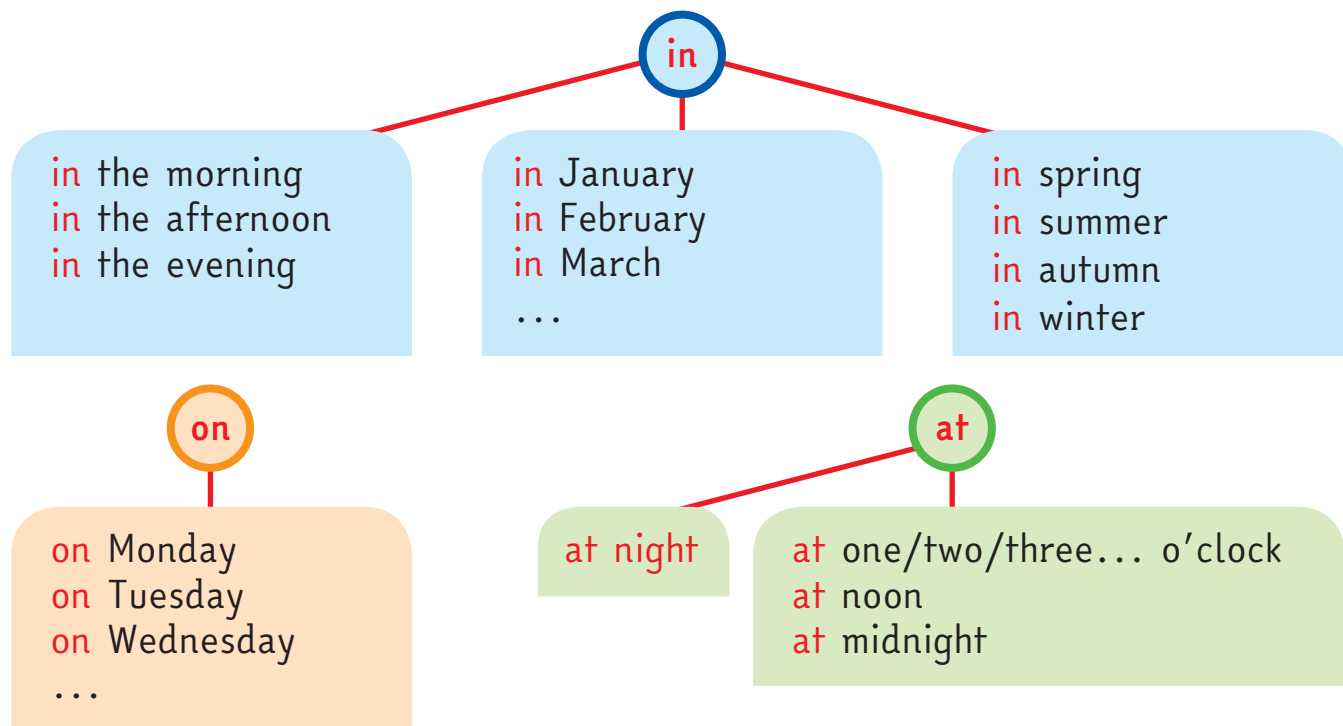 in
in the morning
in the afternoon
in the evening
in January
in February
in March
...
in spring
in summer
in autumn
in winter
on
on Monday
on Tuesday
on Wednesday
...
at
at night
at one/two/three... o’clock
at noon
at midnight